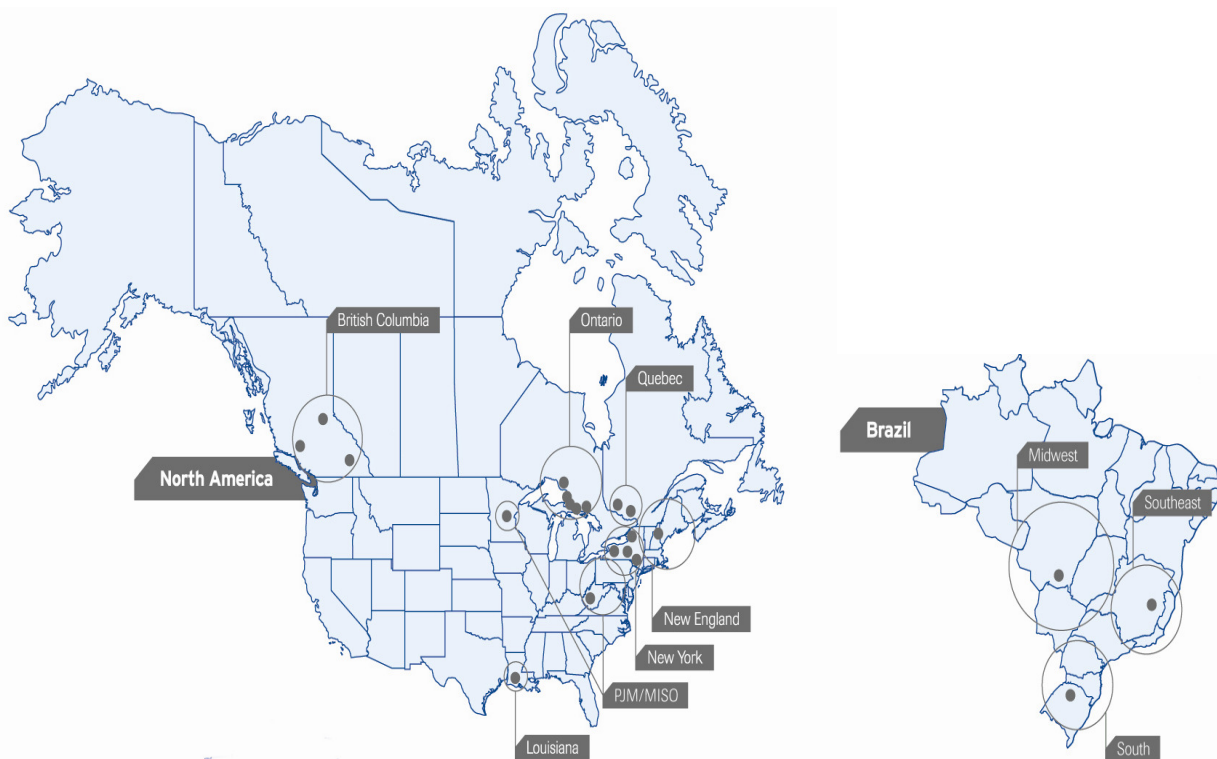 British Columbia
Ontario
Quebec
North America
New England
New York
PJM/MISO
Louisiana
Brazil
Midwest
Southeast
South